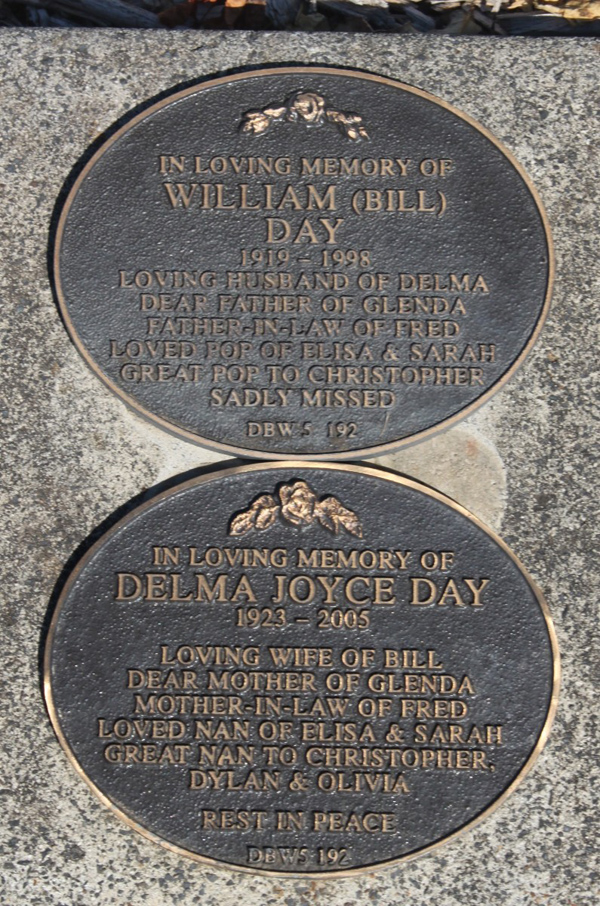 IN LOVING MEMORY OF
WILLIAM (BILL)
DAY
1919 – 1998
LOVING HUSBAND OF DELMA
DEAR FATHER OF GLENDA
FATHER-IN-LAW OF FRED
LOVED POP OF ELISA & SARAH
GREAT POP TO CHRISTOPHER
SADLY MISSED
DBW5 192
IN LOVING MEMORY OF
DELMA JOYCE DAY
1923 – 2005
LOVING WIFE OF BILL
DEAR MOTHER OF GLENDA
MOTHER-IN-LAW OF FRED
LOVED NAN OF ELISA & SARAH
GREAT NAN TO CHRISTOPHER,
DYLAN & OLIVIA
REST IN PEACE
DBW5 192